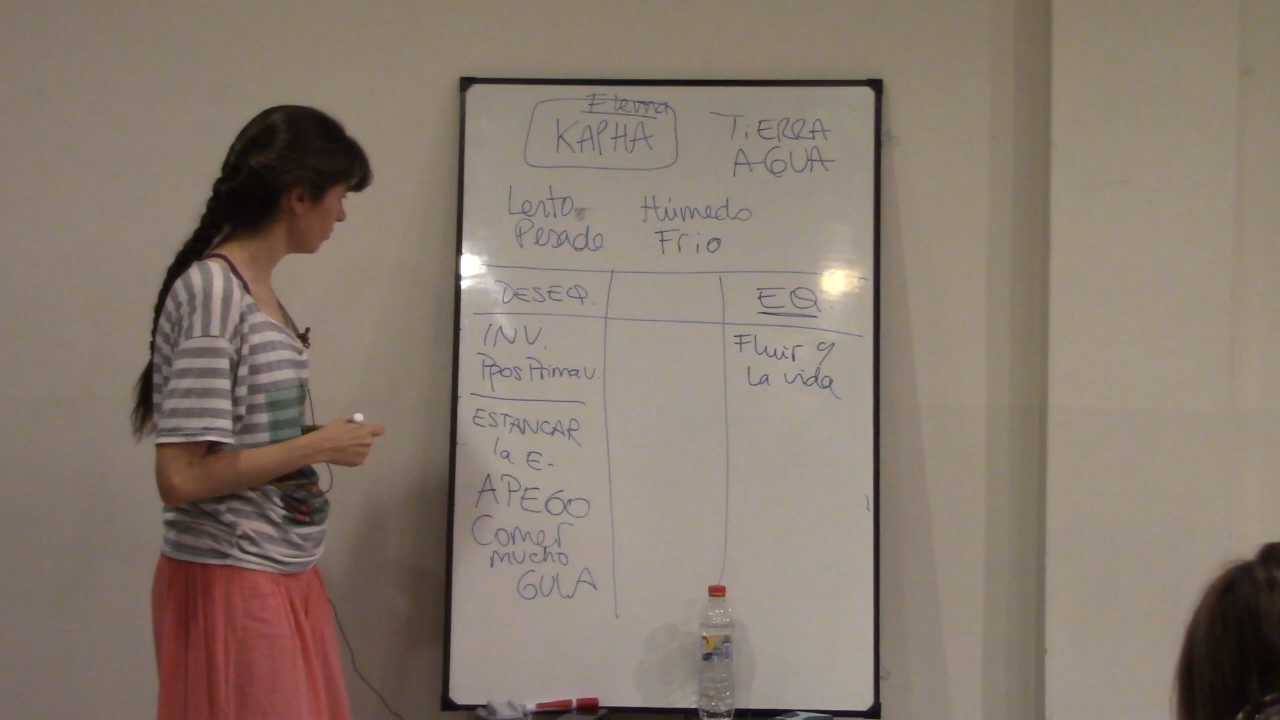 Elema
KAPHA
TiERRA
AGUA
Lento
Pesado
Húmedo
Frio
DESEQ.
EQ.
INV.
Ppos Primav.
ESTANCAR
la E-
APEGO
Comer
mucho
GULA
Fluir y
la vida